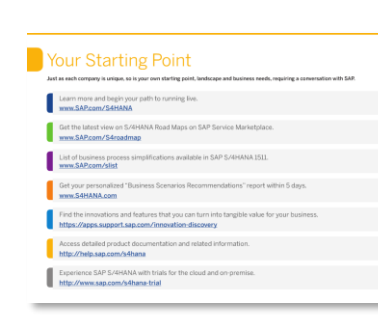 Your Starting Point
Just as each company is unique, so is your own starting point, landscape and business needs, requiring a conversation with SAP.
Learn more and begin your path to running live.
www.SAP.com/S4HANA
Get the latest view on S/4HANA Road Maps on SAP Service Marketplace.
www.SAP.com/S4roadmap
List of business process simplifications available in SAP S/4HANA 1511.
www.SAP.com/slist
Get your personalized "Business Scenarios Recommendations" report within 5 days.
www.S4HANA.com
Find the innovations and features that you can turn into tangible value for your business.
https://apps.support.sap.com/innovation-discovery
Access detailed product documentation and related information.
http://help.sap.com/s4hana
Experience SAP S/4HANA with trials for the cloud and on-premise.
http://www.sap.com/s4hana-trial